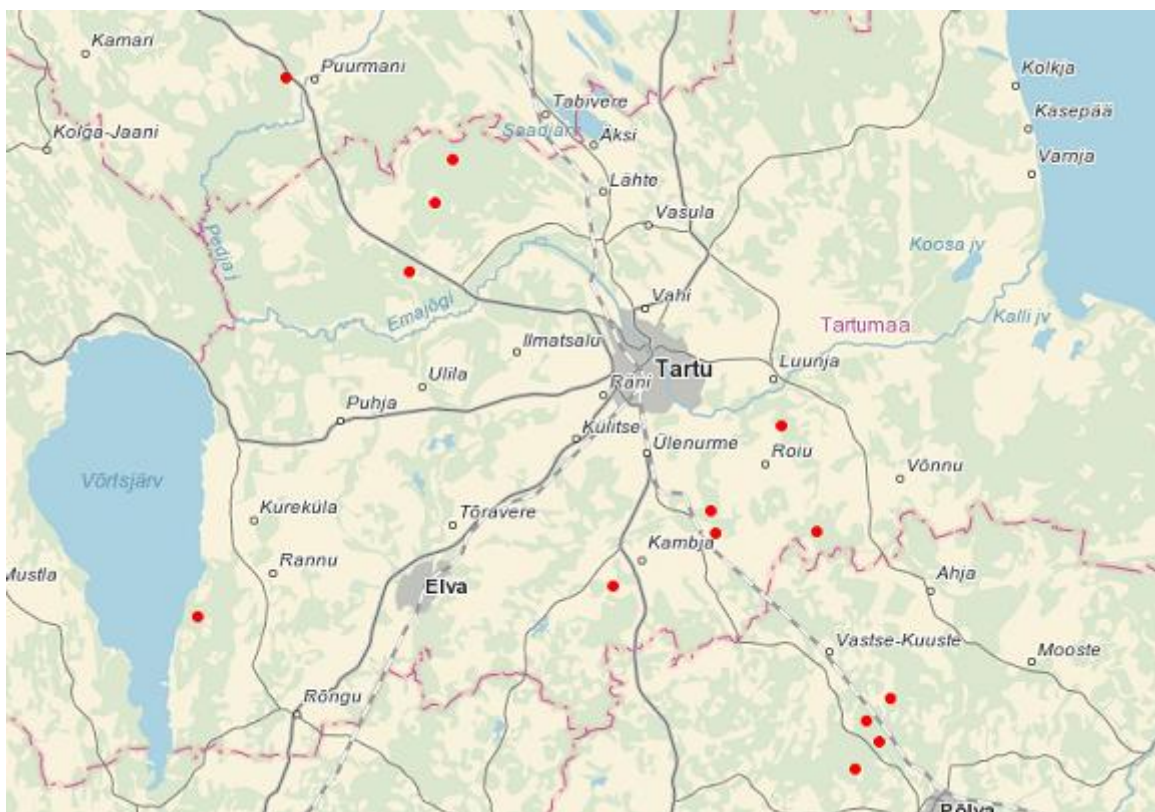 Kamari
Puurmani
Kolkja
Tabivere
Kasepää
Saadjärv
Kolga-Jaani
Äksi
Varnja
Lähte
Vasula
Pedja j
Koosa jv
Emajõgi
Vahi
Kalli jv
Tartumaa
Ilmatsalu
Tartu
Luunja
Ulila
Räni
Puhja
Külitse
Ülenurme
Roiu
Võnnu
Võrtsjärv
Kureküla
Tõravere
Kambja
Rannu
Mustla
Elva
Ahja
Vastse-Kuuste
Mooste
Rõngu
Põlva